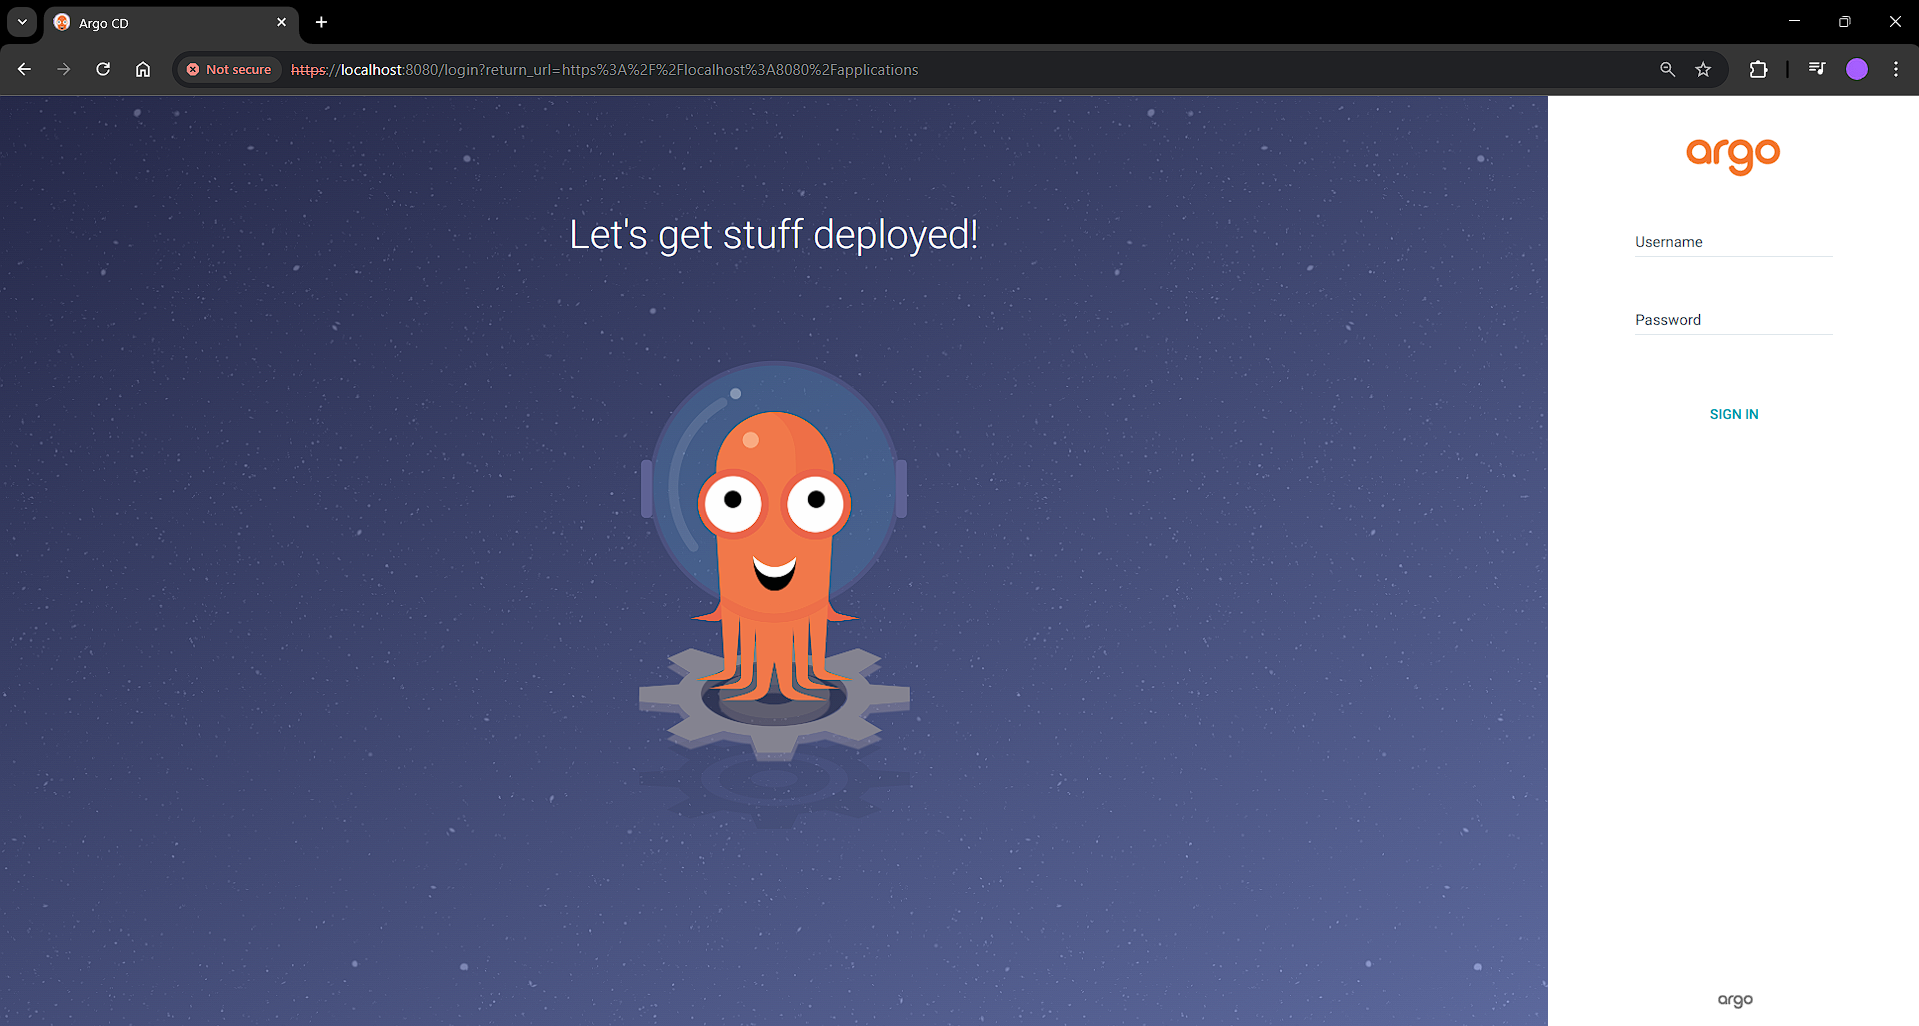 Argo CD
Not secure
https://localhost:8080/login?return_url=https%3A%2F%2Flocalhost%3A8080%2Fapplications
argo
Let's get stuff deployed!
Username
Password
SIGN IN
argo